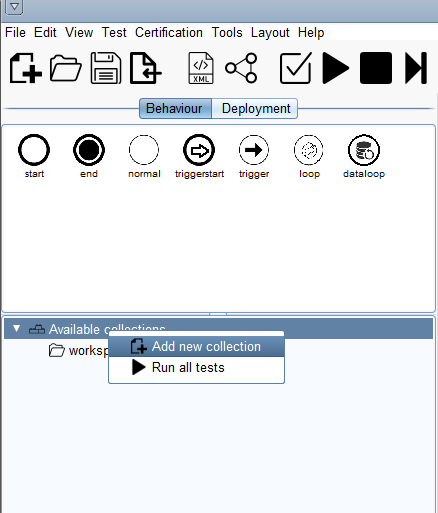 File Edit View Test Certification Tools Layout Help
XML
Behaviour Deployment
start end normal triggerstart trigger loop dataloop
Available collections
worksp
Add new collection
Run all tests